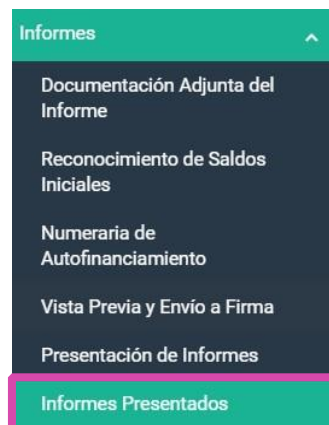 Informes
Documentación Adjunta del
Informe
Reconocimiento de Saldos
Iniciales
Numeraria de
Autofinanciamiento
Vista Previa y Envío a Firma
Presentación de Informes
Informes Presentados